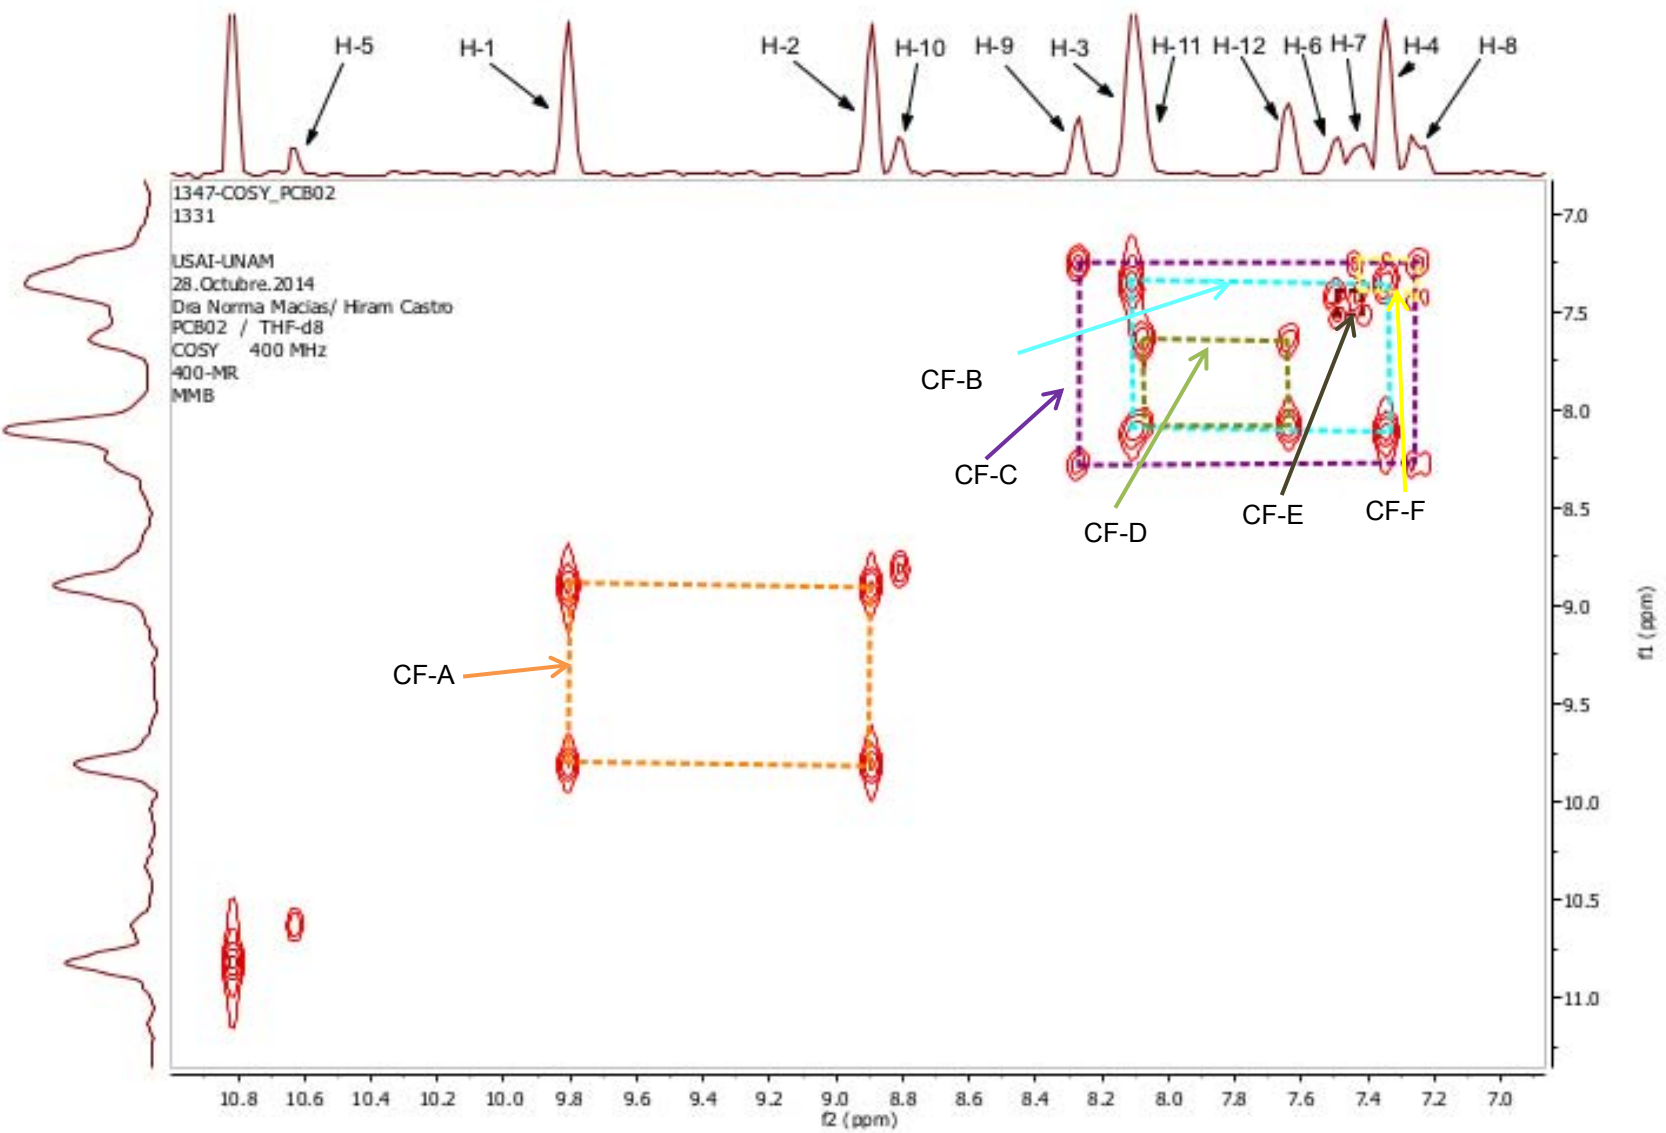 H-5 H-1 H-2 H-10 H-9 H-3 H-11 H-12 H-6 H-7 H-4 H-8
1347-COSY_PCB02
1331
USAI-UNAM
28.Octubre.2014
Dra Norma Macias/ Hiram Castro
PCB02 / THF-d8
COSY 400 MHz
400-MR
MMB
CF-B
CF-C
CF-D
CF-E
CF-F
CF-A
7.0
7.5
8.0
8.5
9.0
9.5
10.0
10.5
11.0
f1 (ppm)
10.8 10.6 10.4 10.2 10.0 9.8 9.6 9.4 9.2 9.0 8.8 8.6 8.4 8.2 8.0 7.8 7.6 7.4 7.2 7.0
f2 (ppm)